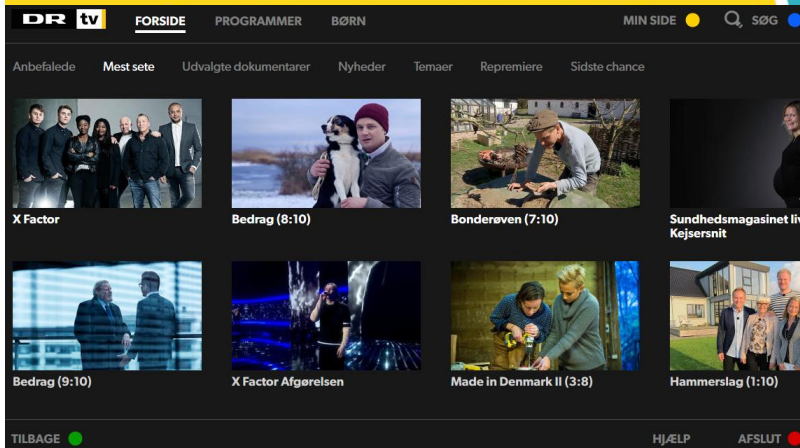 DR tv FORSIDE PROGRAMMER BØRN MIN SIDE SØG
Anbefalede Mest sete Udvalgte dokumentarer Nyheder Temaer Repremiere Sidste chance
X Factor
Bedrag (8:10)
Bonderøven (7:10)
Sundhedsmagasinet
Kejsersnit
Bedrag (9:10)
X Factor Afgørelsen
Made in Denmark II (3:8)
Hammerslag (1:10)
TILBAGE HJÆLP AFSLUT